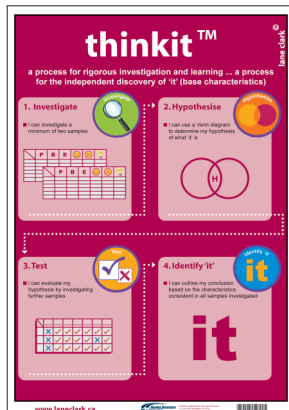 thinkit ™
© lane clark
a process for rigorous investigation and learning ... a process
for the independent discovery of 'it' (base characteristics)
1. Investigate
Investigate
I can investigate a
minimum of two samples
P B E
P B E
2. Hypothesise
Hypothesise
I can use a Venn diagram
to determine my hypothesis
of what 'it' is
H
3. Test
Test
I can evaluate my
hypothesis by investigating
further samples
4. Identify 'it'
Identify 'it'
it
I can outline my conclusion
based on the characteristics
consistent in all samples investigated
it
www.laneclark.ca